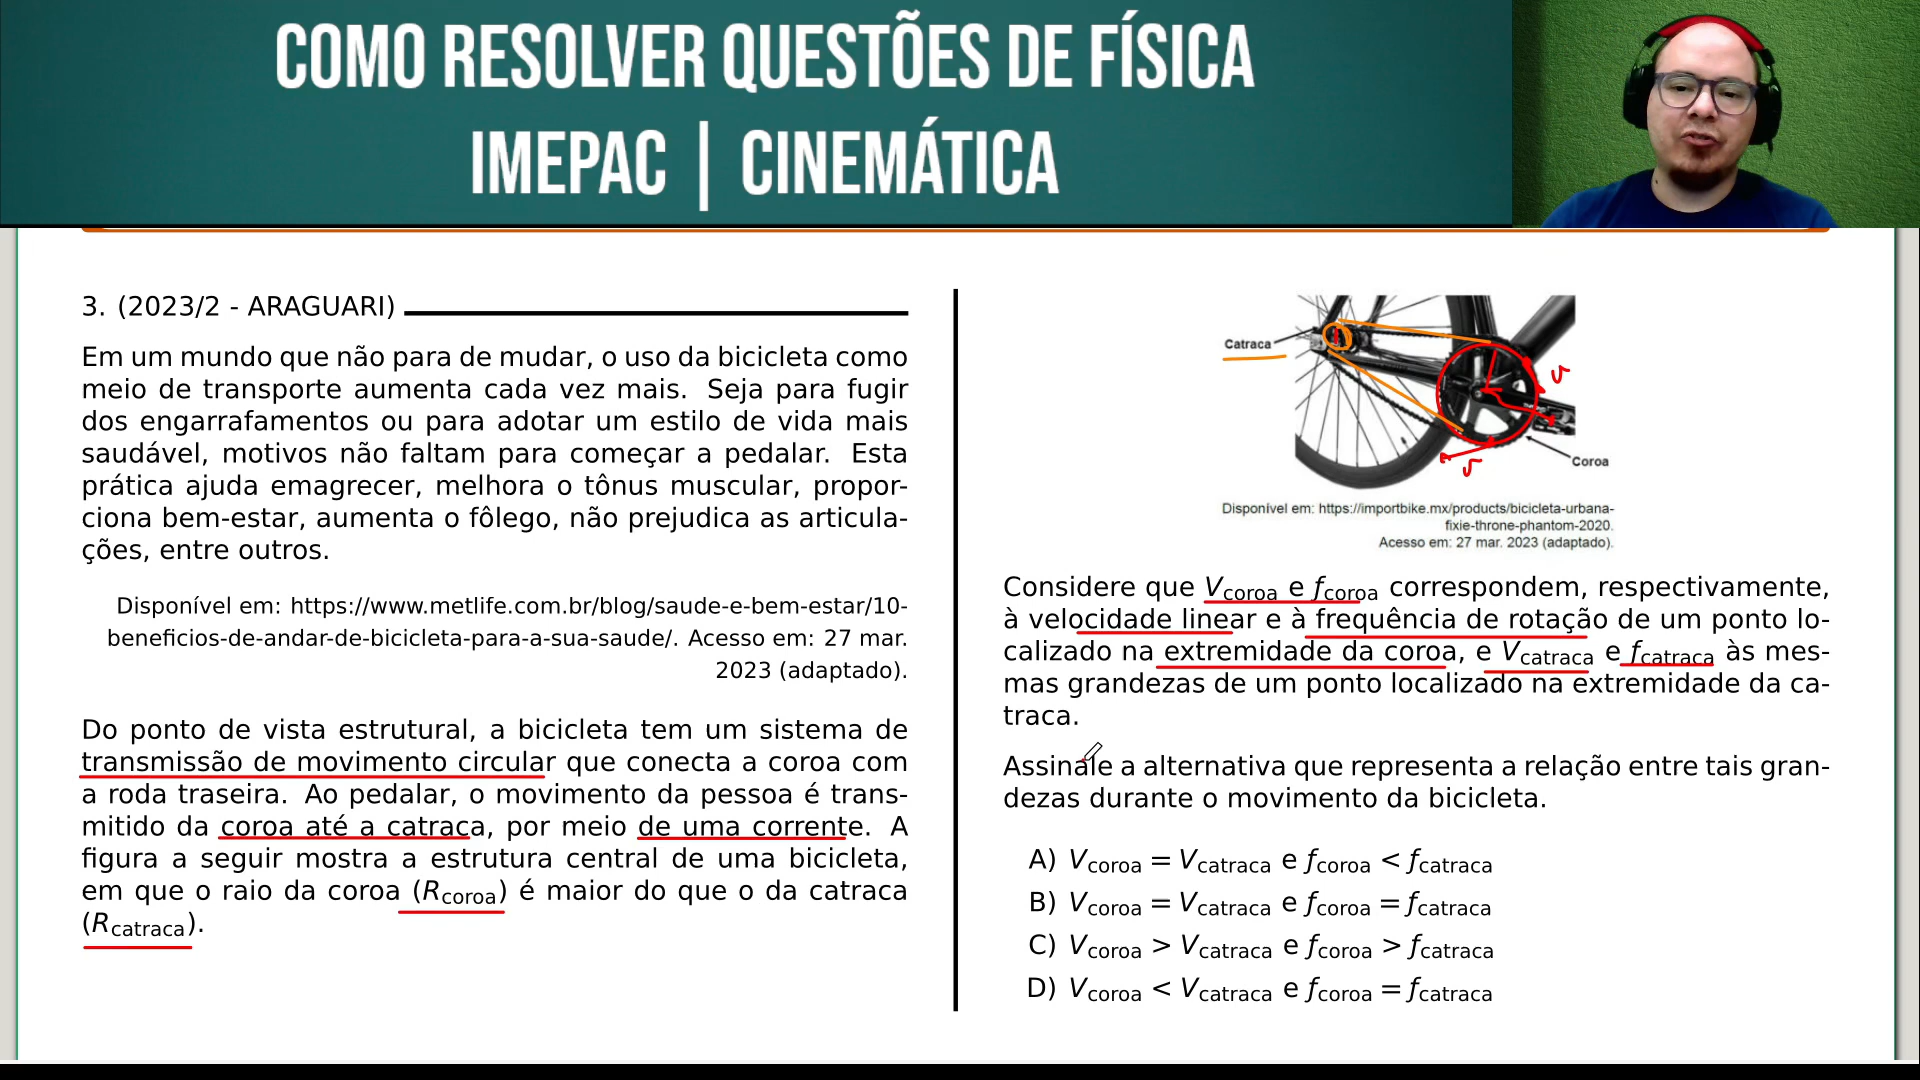 COMO RESOLVER QUESTÕES DE FÍSICA
IMEPAC | CINEMÁTICA
3. (2023/2 - ARAGUARI)
Em um mundo que não para de mudar, o uso da bicicleta como
meio de transporte aumenta cada vez mais. Seja para fugir
dos engarrafamentos ou para adotar um estilo de vida mais
saudável, motivos não faltam para começar a pedalar. Esta
prática ajuda emagrecer, melhora o tônus muscular, propor-
ciona bem-estar, aumenta o fôlego, não prejudica as articula-
ções, entre outros.
Disponível em: https://www.metlife.com.br/blog/saude-e-bem-estar/10-
beneficios-de-andar-de-bicicleta-para-a-sua-saude/. Acesso em: 27 mar.
2023 (adaptado).
Do ponto de vista estrutural, a bicicleta tem um sistema de
transmissão de movimento circular que conecta a coroa com
a roda traseira. Ao pedalar, o movimento da pessoa é trans-
mitido da coroa até a catraca, por meio de uma corrente. A
figura a seguir mostra a estrutura central de uma bicicleta,
em que o raio da coroa (Rcoroa) é maior do que o da catraca
(Rcatraca).
Catraca
Coroa
Disponível em: https://importbike.mx/products/bicicleta-urbana-
fixie-throne-phantom-2020.
Acesso em: 27 mar. 2023 (adaptado).
Considere que Vcoroa e fcoroa correspondem, respectivamente,
à velocidade linear e à frequência de rotação de um ponto lo-
calizado na extremidade da coroa, e Vcatraca e fcatraca às mes-
mas grandezas de um ponto localizado na extremidade da ca-
traca.
Assinale a alternativa que representa a relação entre tais gran-
dezas durante o movimento da bicicleta.
A) Vcoroa = Vcatraca e fcoroa < fcatraca
B) Vcoroa = Vcatraca e fcoroa = fcatraca
C) Vcoroa > Vcatraca e fcoroa > fcatraca
D) Vcoroa < Vcatraca e fcoroa = fcatraca